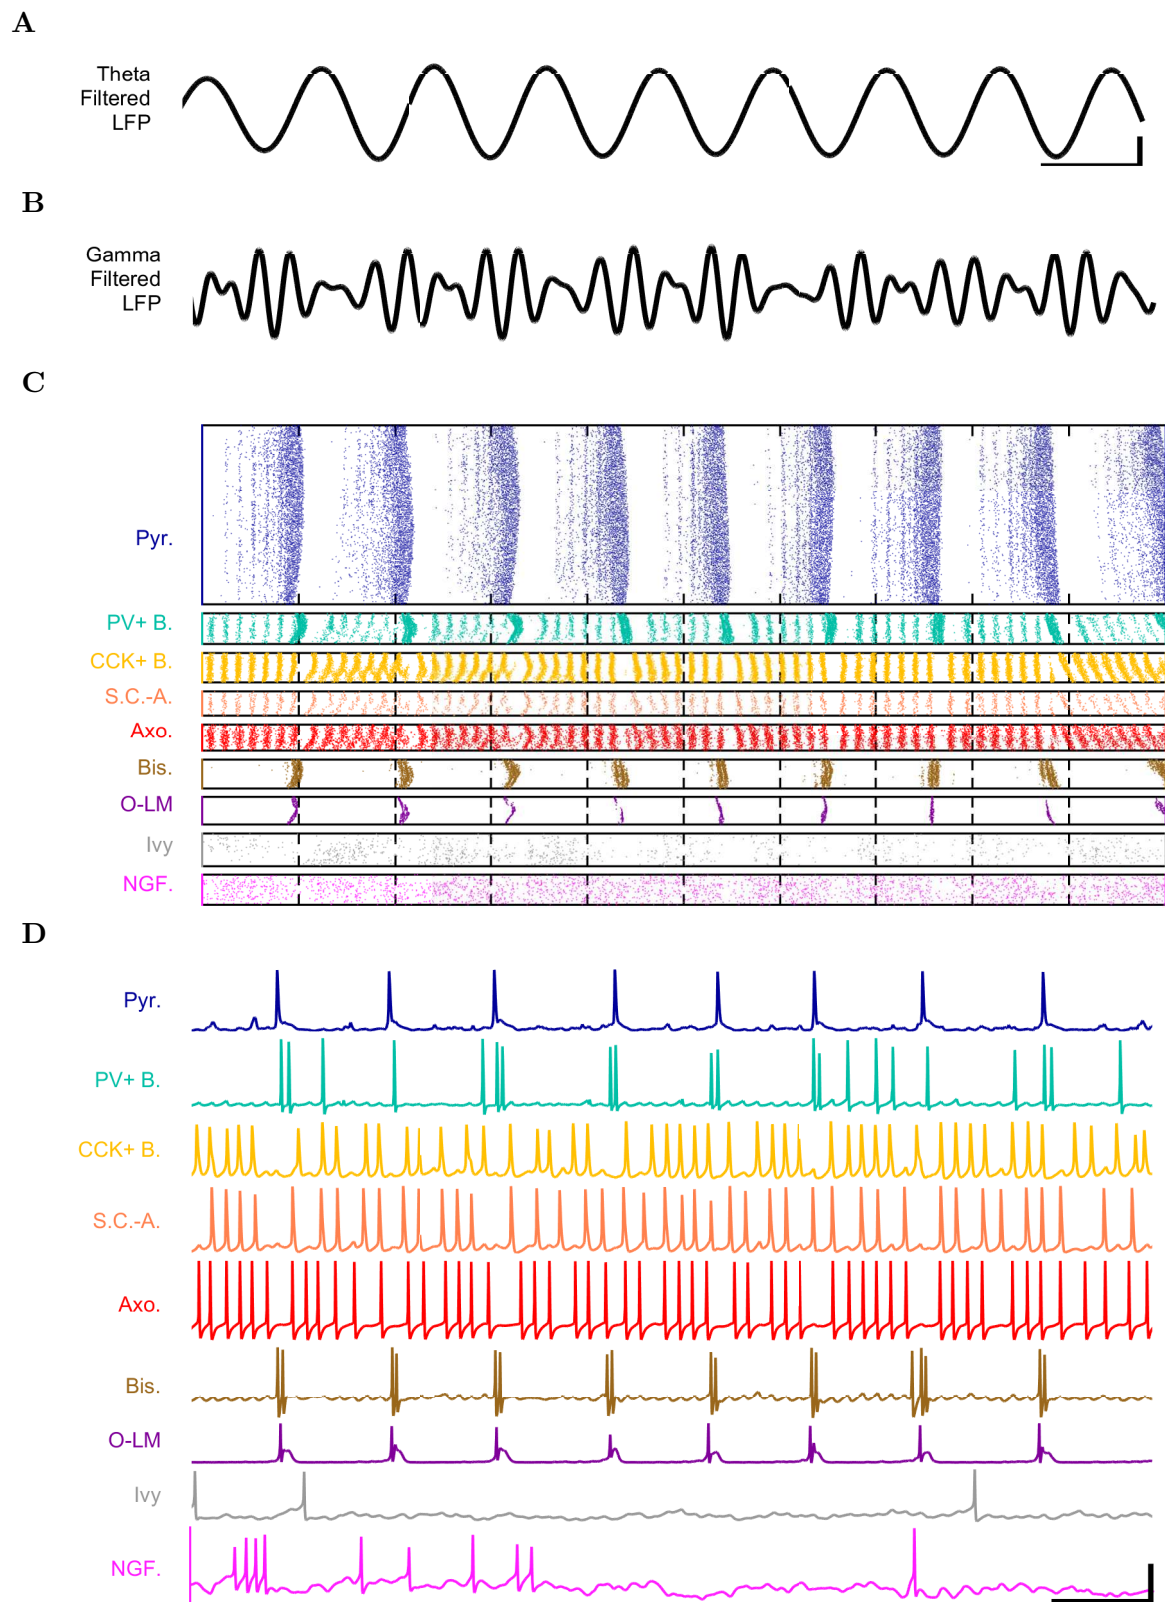 A
Theta
Filtered
LFP
B
Gamma
Filtered
LFP
C
Pyr.
PV+ B.
CCK+ B.
S.C.-A.
Axo.
Bis.
O-LM
Ivy
NGF.
D
Pyr.
PV+ B.
CCK+ B.
S.C.-A.
Axo.
Bis.
O-LM
Ivy
NGF.